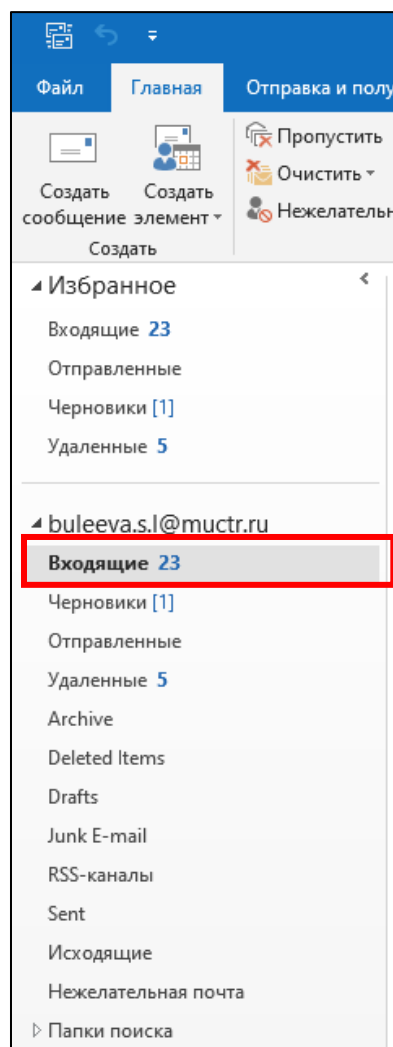 Файл Главная Отправка и полу
Пропустить
Очистить
Нежелательн
Создать сообщение
Создать элемент
Создать
Избранное
Входящие 23
Отправленные
Черновики [1]
Удаленные 5
buleeva.s.l@muctr.ru
Входящие 23
Черновики [1]
Отправленные
Удаленные 5
Archive
Deleted Items
Drafts
Junk E-mail
RSS-каналы
Sent
Исходящие
Нежелательная почта
Папки поиска